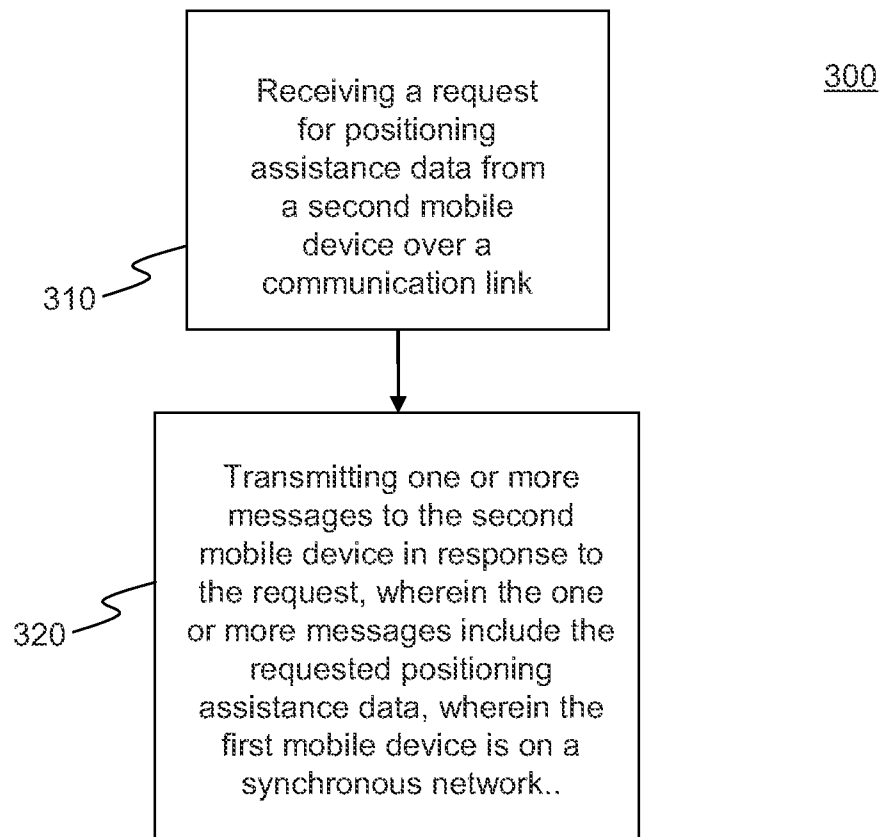 300
Receiving a request
for positioning
assistance data from
a second mobile
device over a
communication link
310
Transmitting one or more
messages to the second
mobile device in response to
the request, wherein the one
or more messages include the
requested positioning
assistance data, wherein the
first mobile device is on a
synchronous network..
320